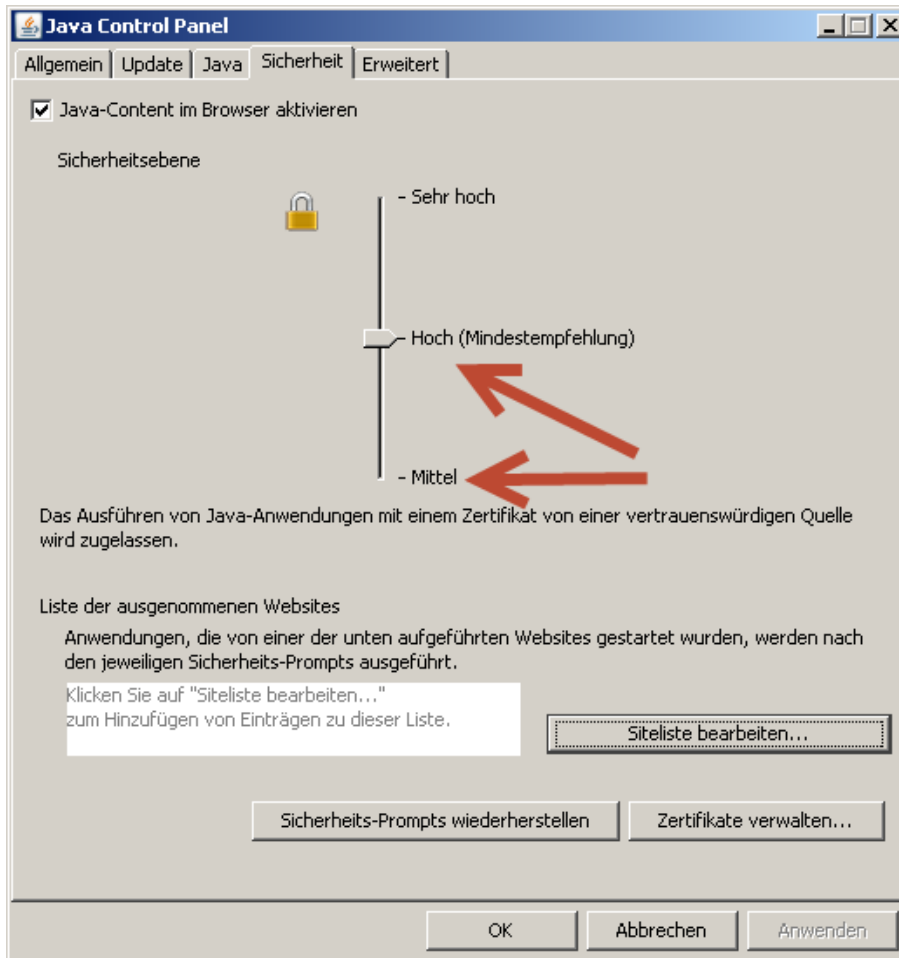 Java Control Panel
Allgemein Update Java Sicherheit Erweitert
Java-Content im Browser aktivieren
Sicherheitsebene
- Sehr hoch
- Hoch (Mindestempfehlung)
- Mittel
Das Ausführen von Java-Anwendungen mit einem Zertifikat von einer vertrauenswürdigen Quelle
wird zugelassen.
Liste der ausgenommenen Websites
Anwendungen, die von einer der unten aufgeführten Websites gestartet wurden, werden nach
den jeweiligen Sicherheits-Prompts ausgeführt.
Klicken Sie auf "Siteliste bearbeiten..."
zum Hinzufügen von Einträgen zu dieser Liste.
Siteliste bearbeiten...
Sicherheits-Prompts wiederherstellen Zertifikate verwalten...
OK Abbrechen Anwenden